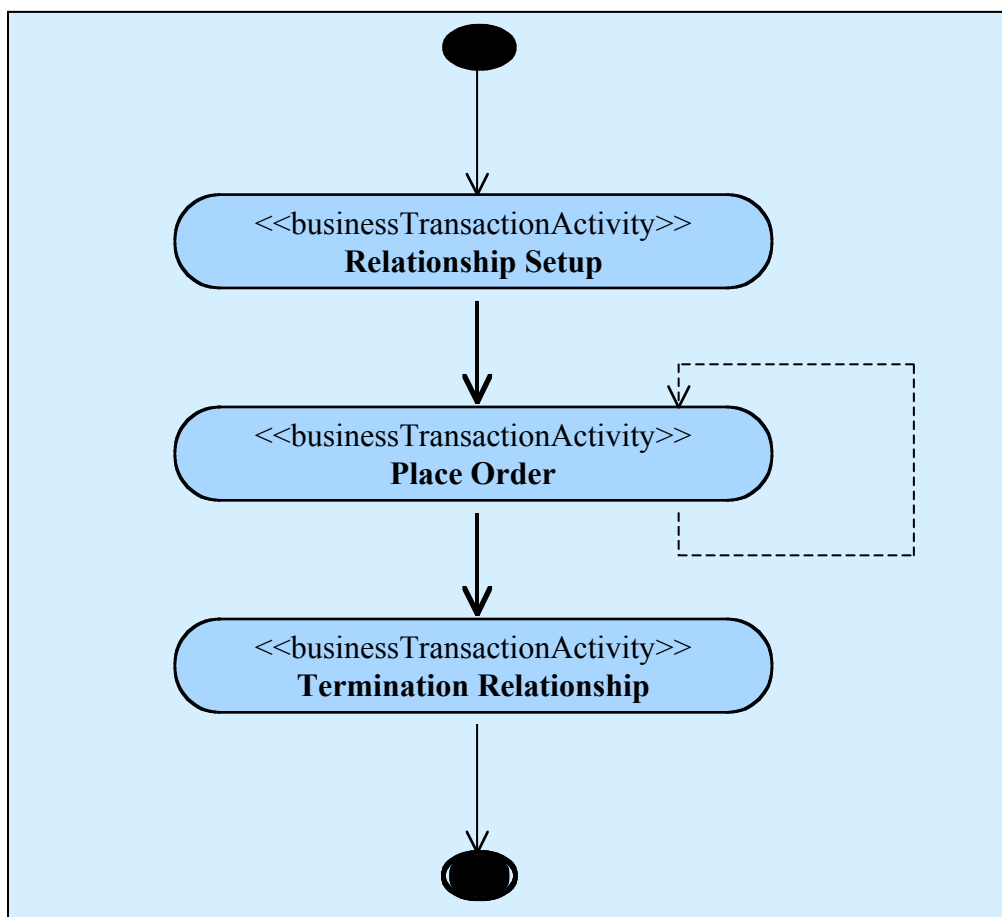 <<businessTransactionActivity>>
Relationship Setup
<<businessTransactionActivity>>
Place Order
<<businessTransactionActivity>>
Termination Relationship